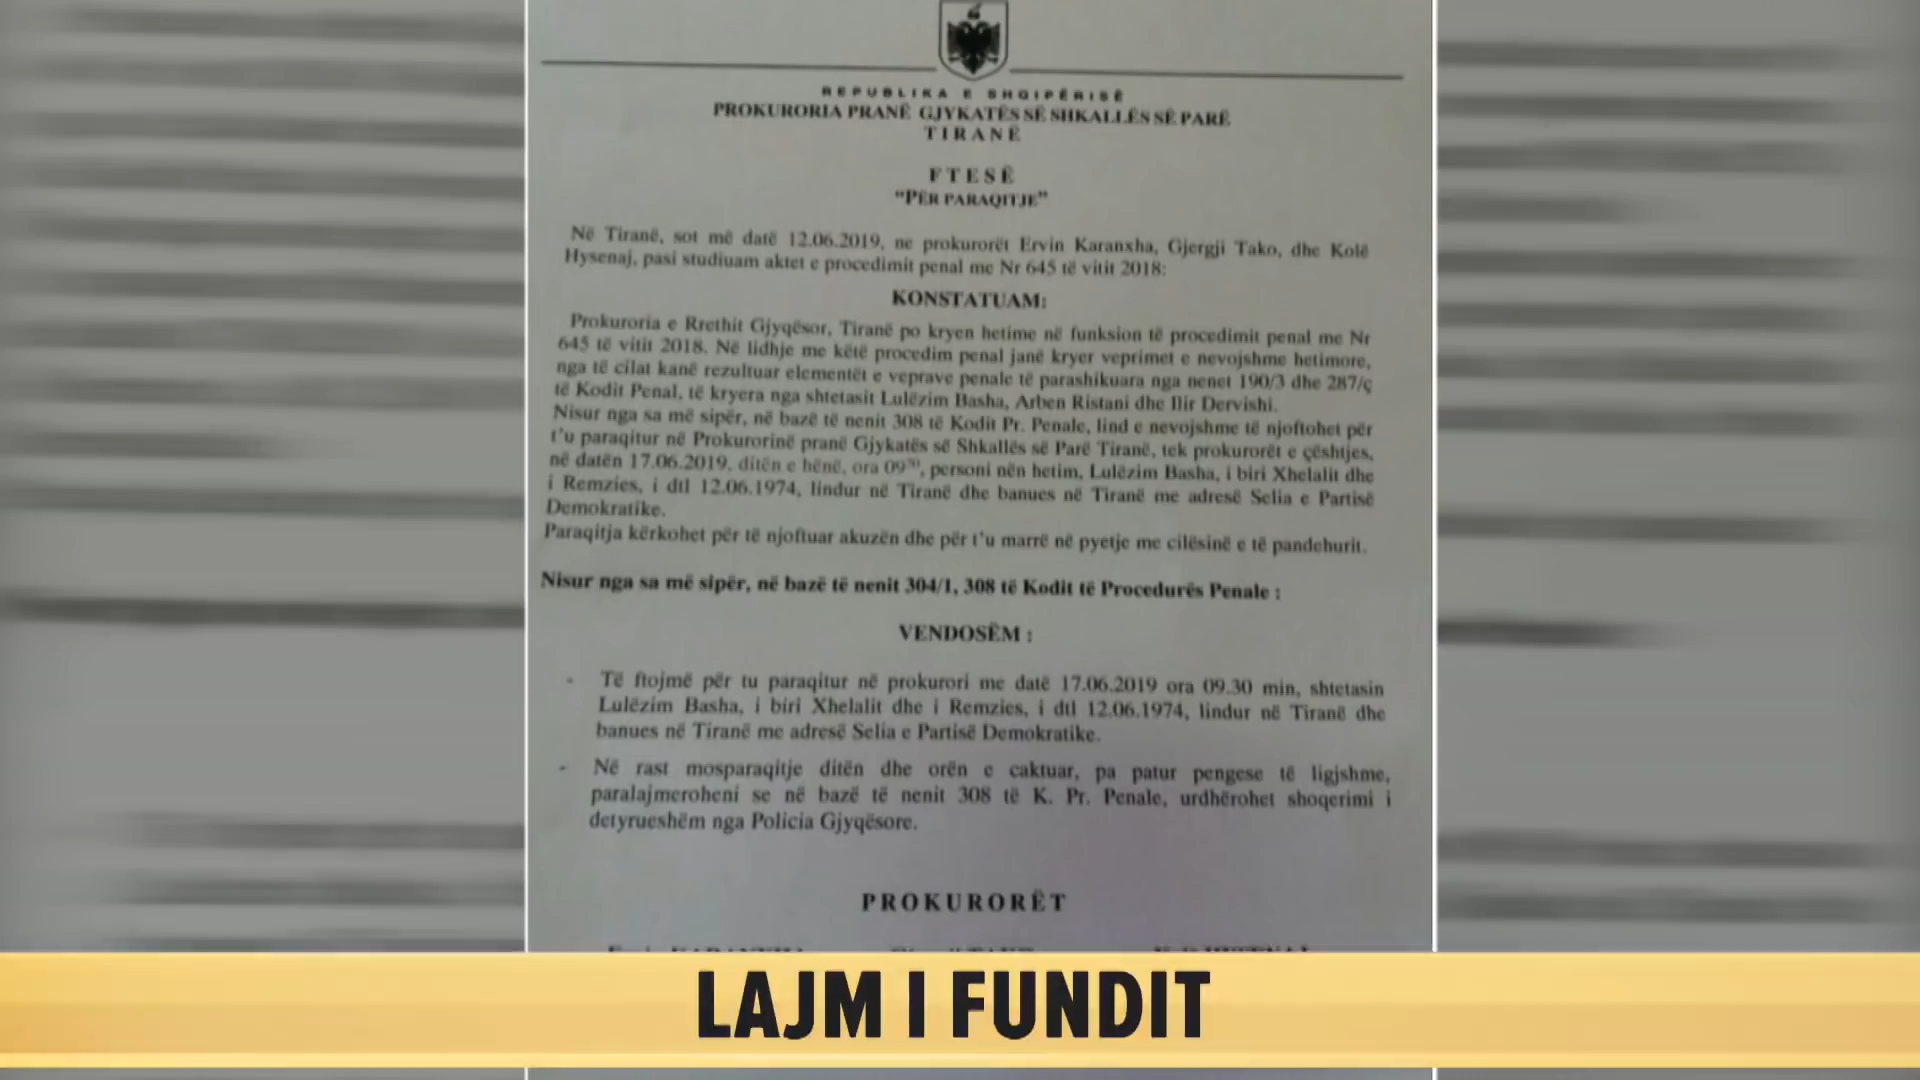 REPUBLIKA E SHQIPËRISË
PROKURORIA PRANË GJYKATËS SË SHKALLËS SË PARË
TIRANË
FTESË
"PËR PARAQITJE"
Në Tiranë, sot më datë 12.06.2019, ne prokurorët Ervin Karanxha, Gjergji Tako, dhe Kolë
Hysenaj, pasi studiuam aktet e procedimit penal me Nr 645 të vitit 2018:
KONSTATUAM:
Prokuroria e Rrethit Gjyqësor, Tiranë po kryen hetime në funksion të procedimit penal me Nr
645 të vitit 2018. Në lidhje me këtë procedim penal janë kryer veprimet e nevojshme hetimore,
nga të cilat kanë rezultuar elementët e veprave penale të parashikuara nga nenet 190/3 dhe 287/ç
të Kodit Penal, të kryera nga shtetasit Lulëzim Basha, Arben Ristani dhe Ilir Dervishi.
Nisur nga sa më sipër, në bazë të nenit 308 të Kodit Pr. Penale, lind e nevojshme të njoftohet për
t'u paraqitur në Prokurorinë pranë Gjykatës së Shkallës së Parë Tiranë, tek prokurorët e çështjes,
në datën 17.06.2019, ditën e hënë, ora 09³⁰, personi nën hetim, Lulëzim Basha, i biri Xhelalit dhe
i Remzies, i dtl 12.06.1974, lindur në Tiranë dhe banues në Tiranë me adresë Selia e Partisë
Demokratike.
Paraqitja kërkohet për të njoftuar akuzën dhe për t'u marrë në pyetje me cilësinë e të pandehurit.
Nisur nga sa më sipër, në bazë të nenit 304/1, 308 të Kodit të Procedurës Penale :
VENDOSËM :
- Të ftojmë për tu paraqitur në prokurori me datë 17.06.2019 ora 09.30 min, shtetasin
Lulëzim Basha, i biri Xhelalit dhe i Remzies, i dtl 12.06.1974, lindur në Tiranë dhe
banues në Tiranë me adresë Selia e Partisë Demokratike.
- Në rast mosparaqitje ditën dhe orën e caktuar, pa patur pengese të ligjshme,
paralajmeroheni se në bazë të nenit 308 të K. Pr. Penale, urdhërohet shoqerimi i
detyrueshëm nga Policia Gjyqësore.
PROKURORËT
LAJM I FUNDIT